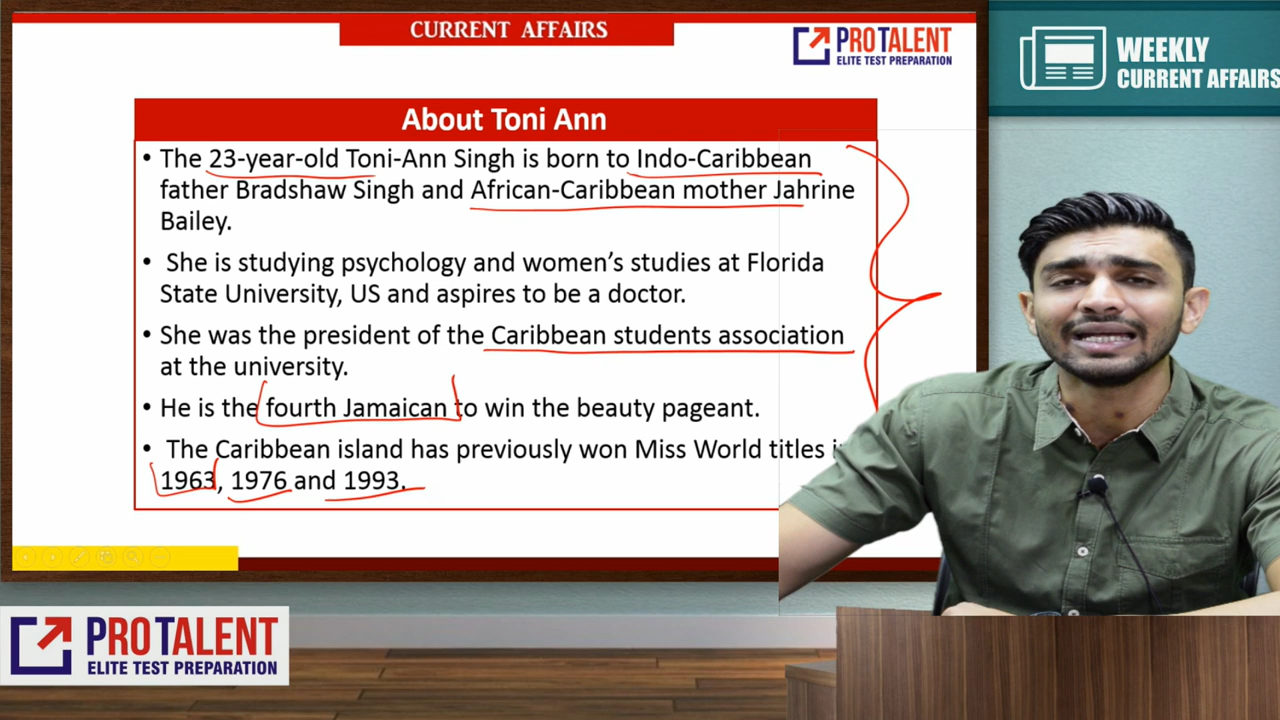 CURRENT AFFAIRS
PROTALENT
ELITE TEST PREPARATION
WEEKLY
CURRENT AFFAIRS
About Toni Ann
• The 23-year-old Toni-Ann Singh is born to Indo-Caribbean
father Bradshaw Singh and African-Caribbean mother Jahrine
Bailey.
• She is studying psychology and women's studies at Florida
State University, US and aspires to be a doctor.
• She was the president of the Caribbean students association
at the university.
• He is the fourth Jamaican to win the beauty pageant.
• The Caribbean island has previously won Miss World titles
1963, 1976 and 1993.
PROTALENT
ELITE TEST PREPARATION